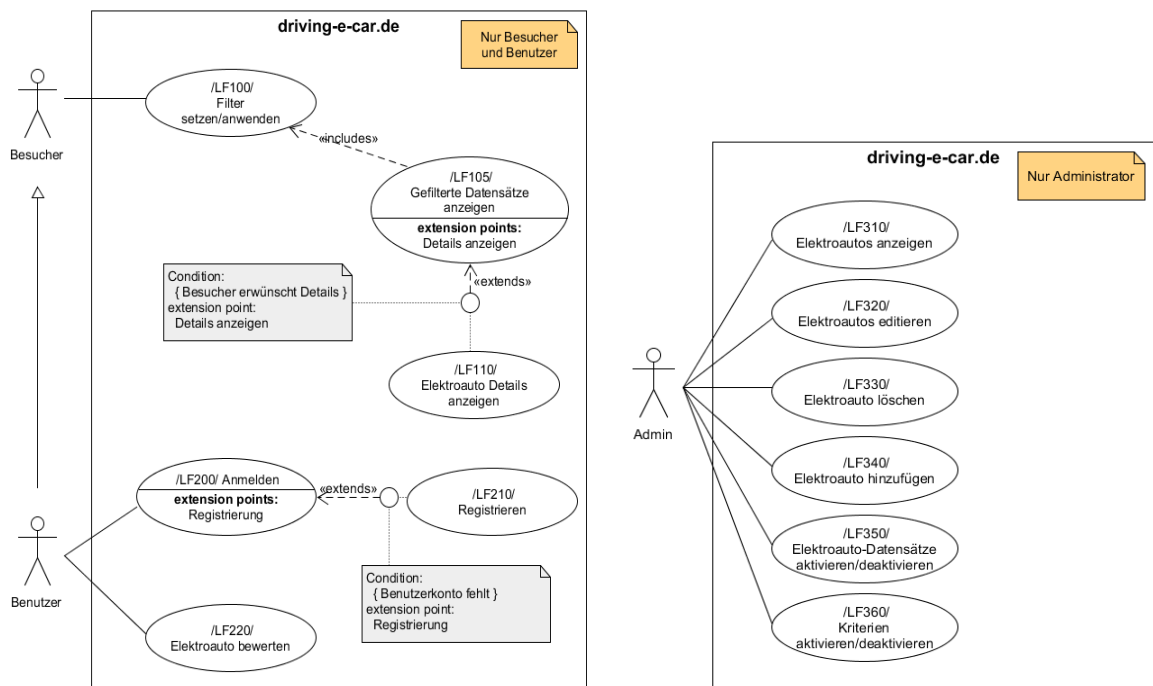 driving-e-car.de
Nur Besucher
und Benutzer
/LF100/
Filter
setzen/anwenden
Besucher
«includes»
/LF105/
Gefilterte Datensätze
anzeigen
extension points:
Details anzeigen
«extends»
Condition:
{ Besucher erwünscht Details }
extension point:
Details anzeigen
/LF110/
Elektroauto Details
anzeigen
/LF200/ Anmelden
extension points:
Registrierung
«extends»
/LF210/
Registrieren
Benutzer
Condition:
{ Benutzerkonto fehlt }
extension point:
Registrierung
/LF220/
Elektroauto bewerten
driving-e-car.de
Nur Administrator
/LF310/
Elektroautos anzeigen
/LF320/
Elektroautos editieren
/LF330/
Elektroauto löschen
Admin
/LF340/
Elektroauto hinzufügen
/LF350/
Elektroauto-Datensätze
aktivieren/deaktivieren
/LF360/
Kriterien
aktivieren/deaktivieren